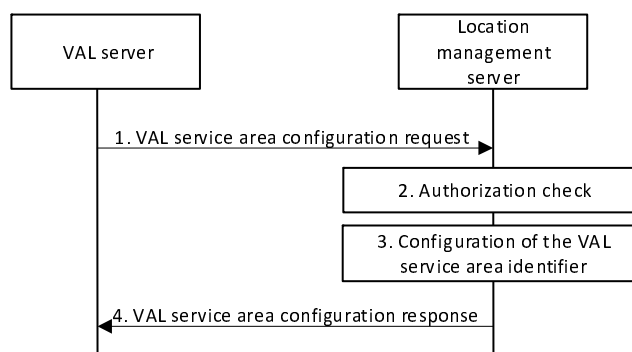 VAL server
Location
management
server
1. VAL service area configuration request
2. Authorization check
3. Configuration of the VAL
service area identifier
4. VAL service area configuration response